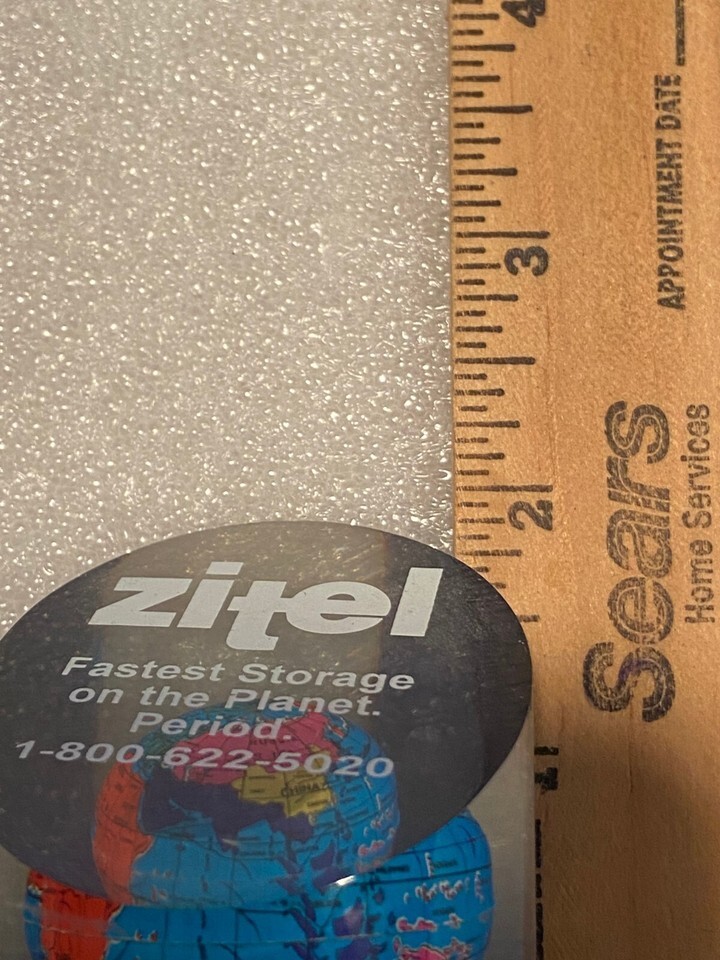 zitel
Fastest Storage
on the Planet.
Period.
1-800-622-5020
CHINA
4
3
2
1
Sears
Home Services
APPOINTMENT DATE